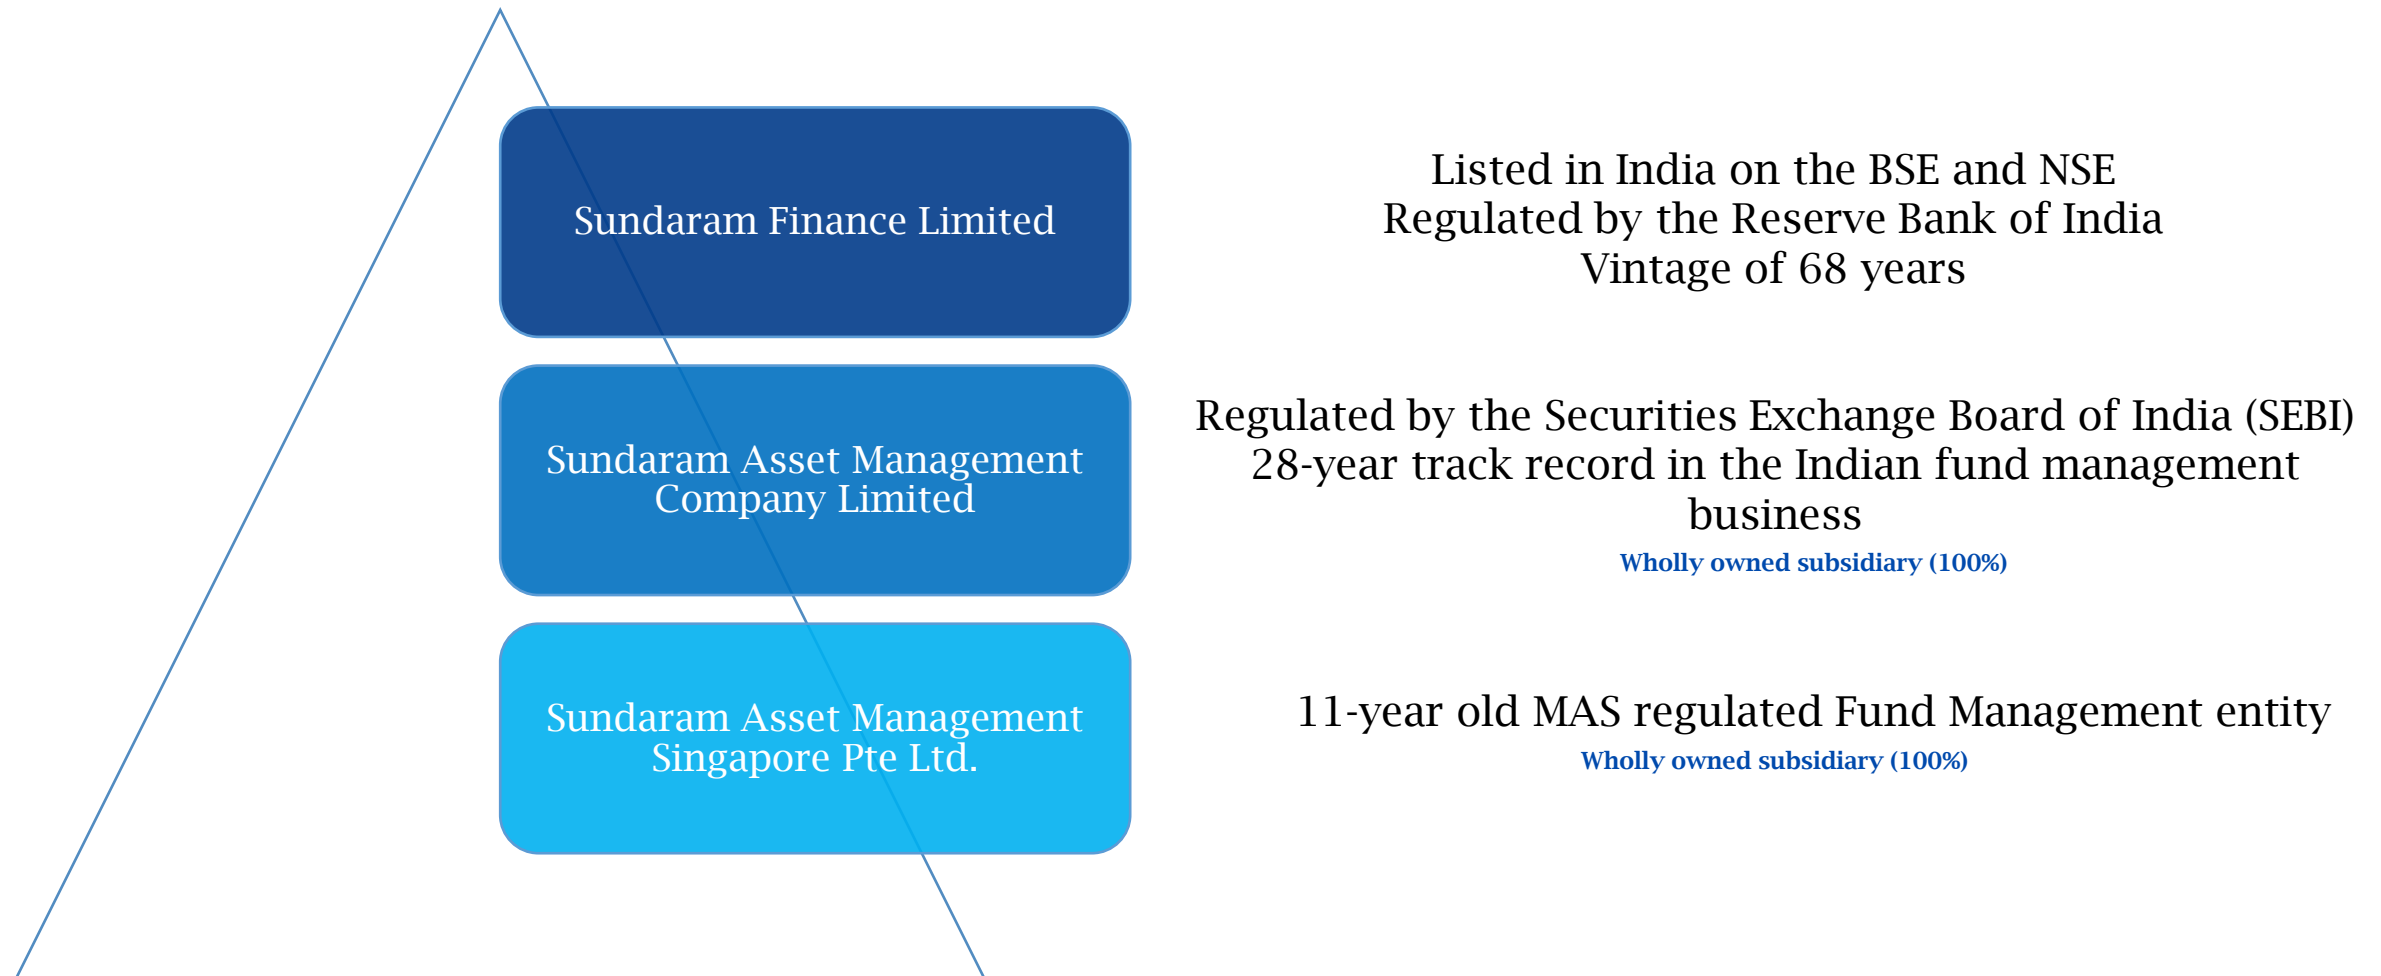 Sundaram Finance Limited
Listed in India on the BSE and NSE
Regulated by the Reserve Bank of India
Vintage of 68 years
Sundaram Asset Management
Company Limited
Regulated by the Securities Exchange Board of India (SEBI)
28-year track record in the Indian fund management
business
Wholly owned subsidiary (100%)
Sundaram Asset Management
Singapore Pte Ltd.
11-year old MAS regulated Fund Management entity
Wholly owned subsidiary (100%)